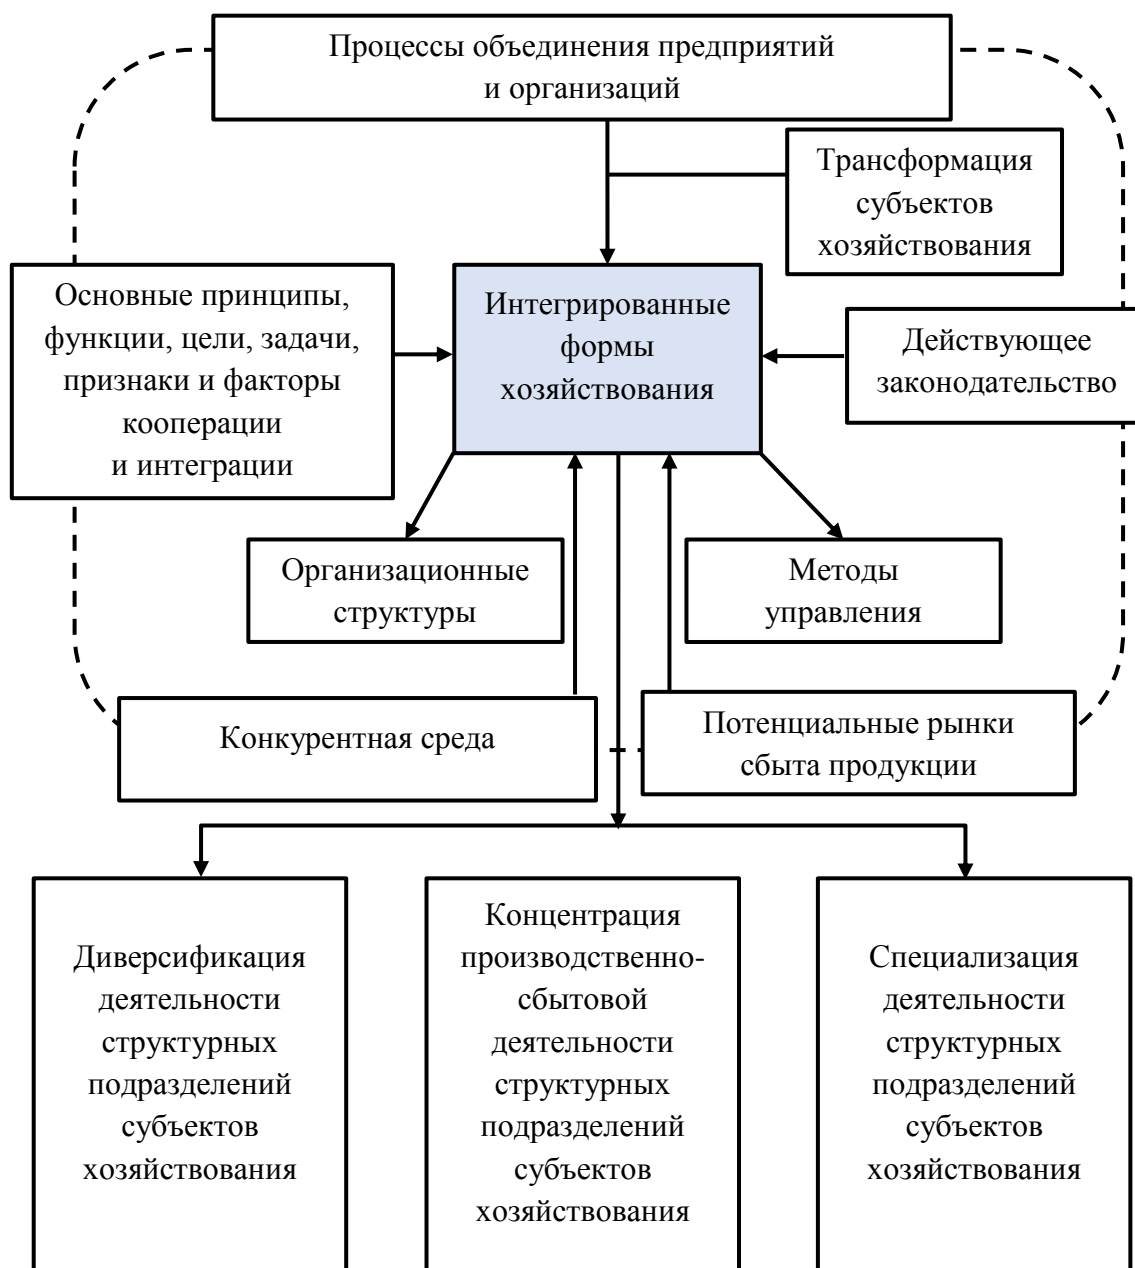 Процессы объединения предприятий
и организаций
Трансформация
субъектов
хозяйствования
Основные принципы,
функции, цели, задачи,
признаки и факторы
кооперации
и интеграции
Интегрированные
формы
хозяйствования
Действующее
законодательство
Организационные
структуры
Методы
управления
Конкурентная среда
Потенциальные рынки
сбыта продукции
Диверсификация
деятельности
структурных
подразделений
субъектов
хозяйствования
Концентрация
производственно-
сбытовой
деятельности
структурных
подразделений
субъектов
хозяйствования
Специализация
деятельности
структурных
подразделений
субъектов
хозяйствования